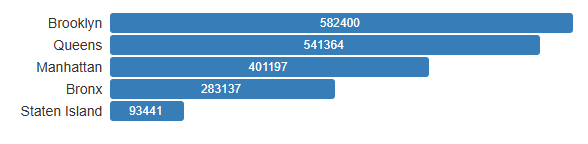 Brooklyn 582400
Queens 541364
Manhattan 401197
Bronx 283137
Staten Island 93441